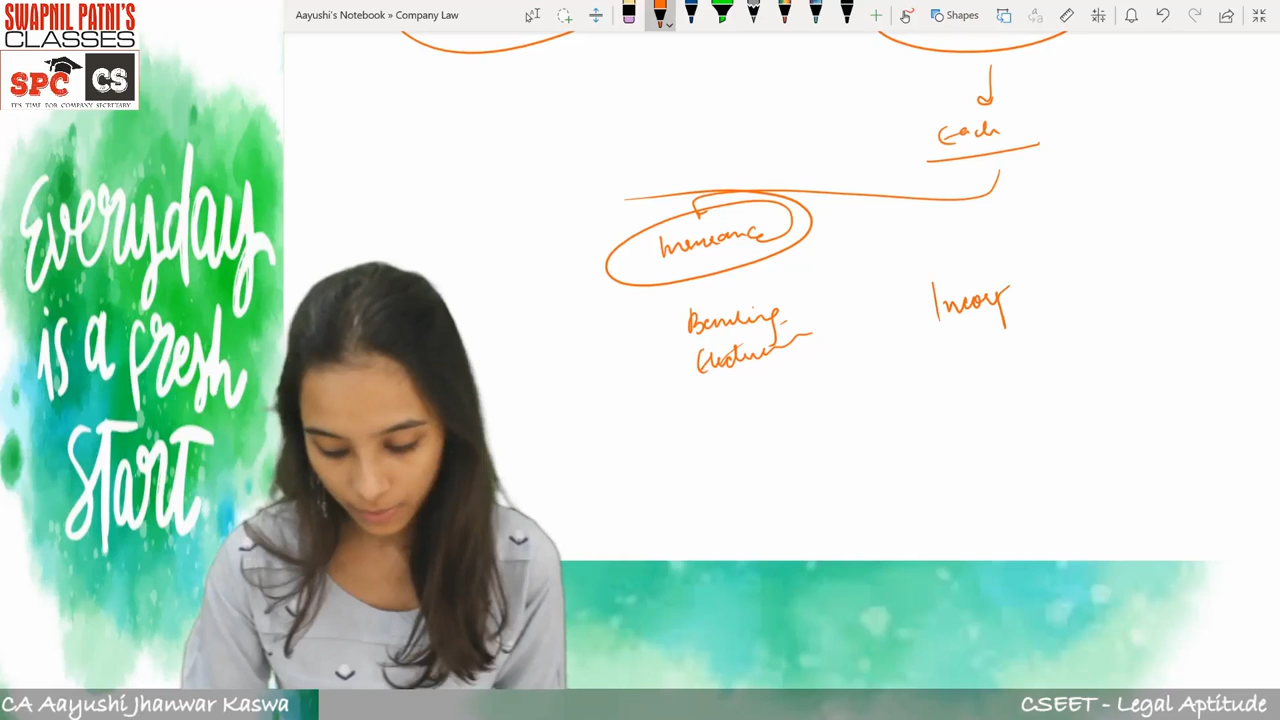 SWAPNIL PATNI'S
CLASSES
SPC CS
IT'S TIME FOR COMPANY SECRETARY
Aayushi's Notebook » Company Law
Shapes
Each
Insurance
Banking
Incorp
Everyday
is a
fresh
START
CA Aayushi Jhanwar Kaswa
CSEET - Legal Aptitude